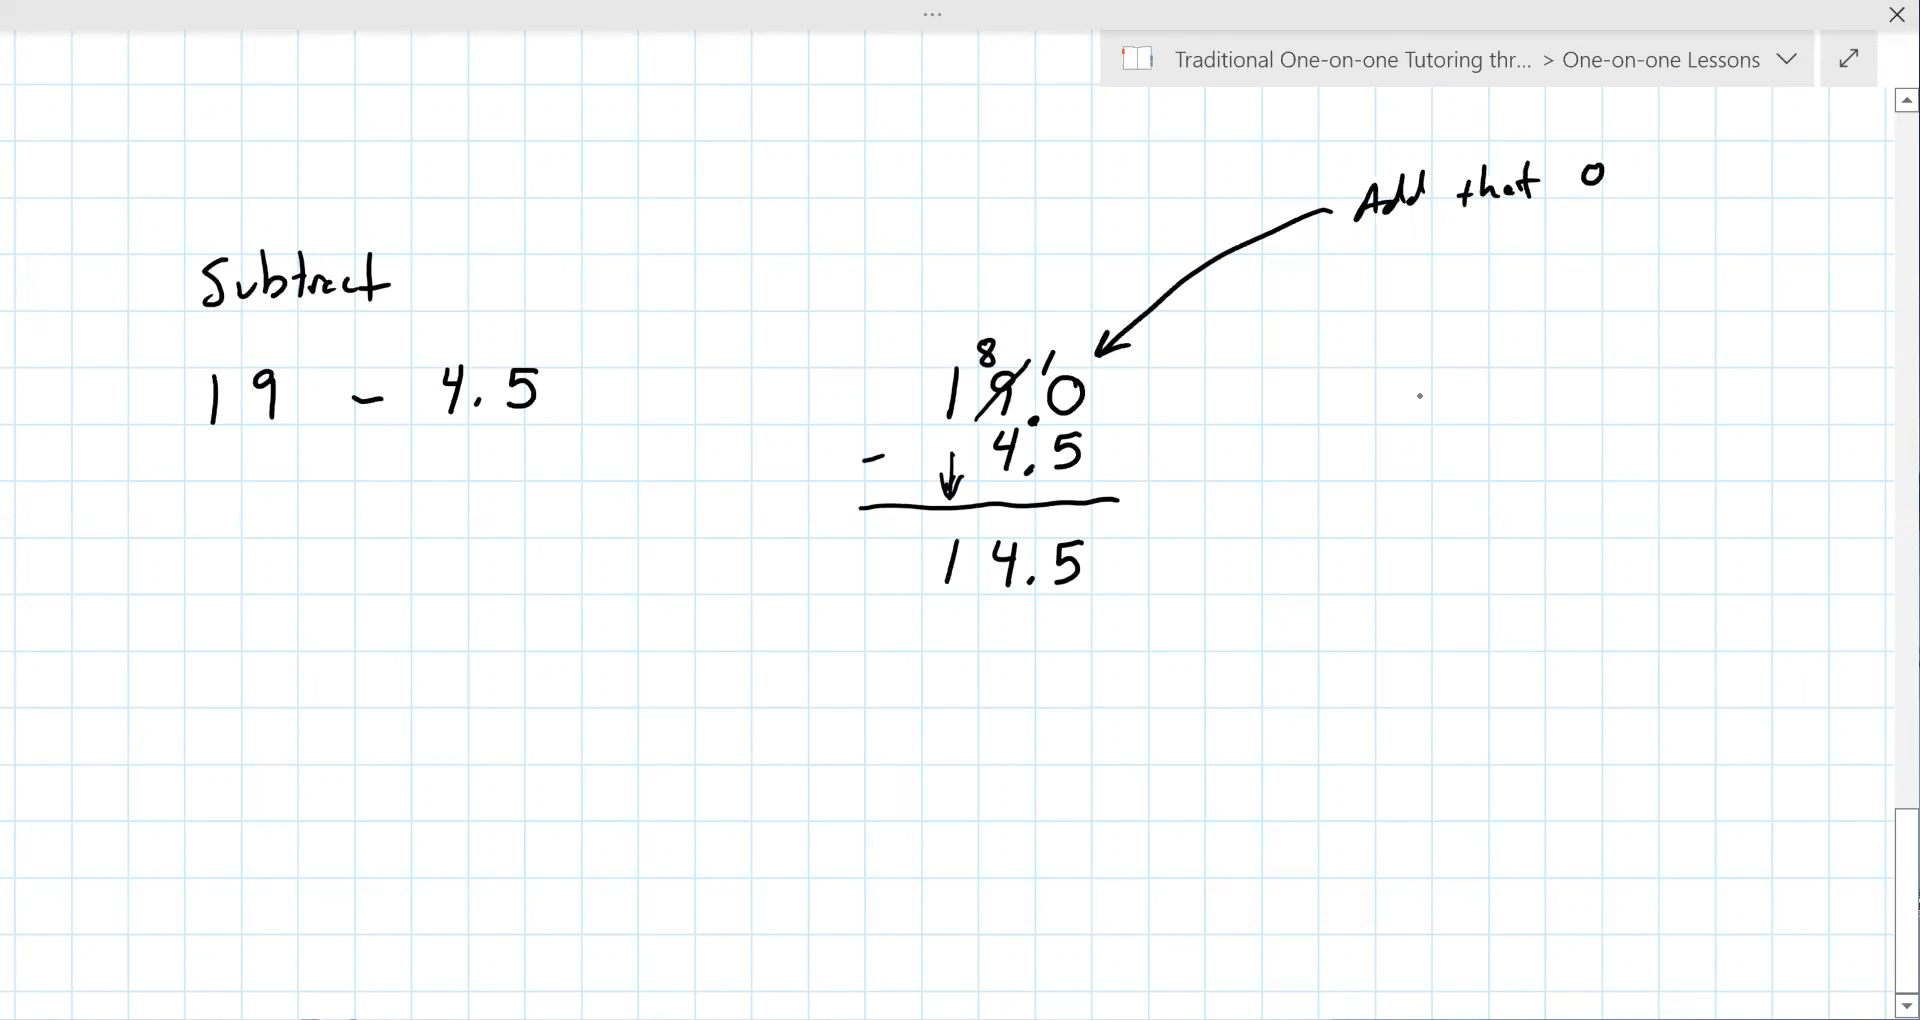 ...
Traditional One-on-one Tutoring thr... > One-on-one Lessons
Add that 0
Subtract
19 - 4.5
8 1
19.0
- 4.5
14.5